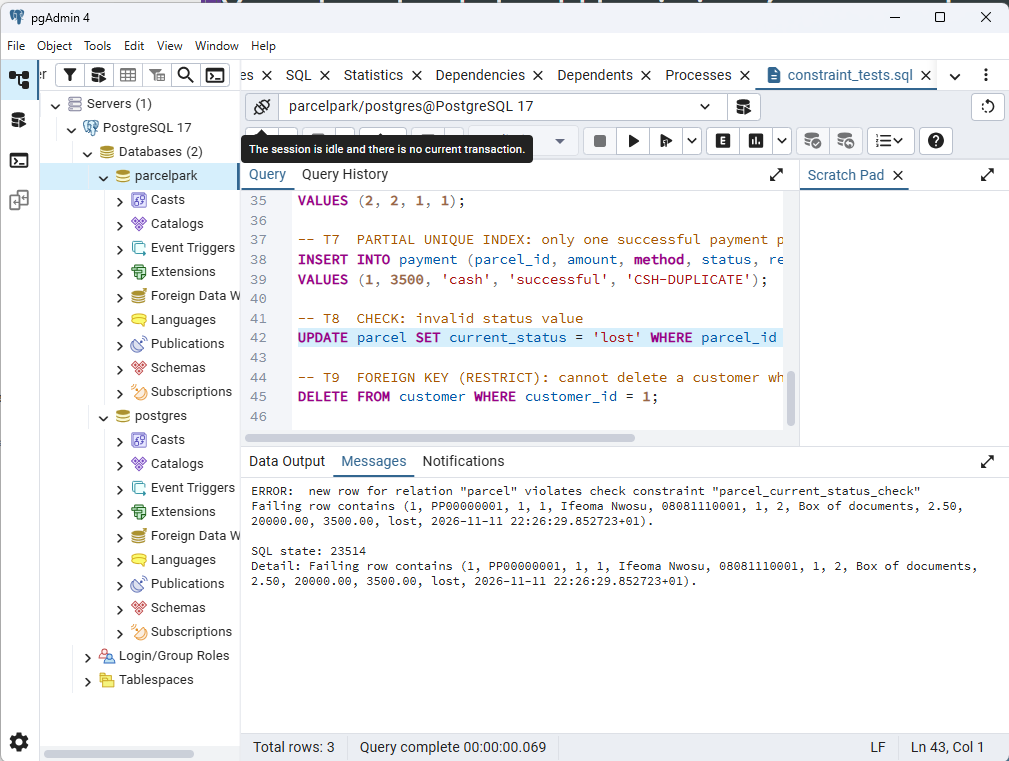 pgAdmin 4
File Object Tools Edit View Window Help
es SQL Statistics Dependencies Dependents Processes constraint_tests.sql
parcelpark/postgres@PostgreSQL 17
The session is idle and there is no current transaction.
E
Servers (1)
PostgreSQL 17
Databases (2)
parcelpark
Casts
Catalogs
Event Triggers
Extensions
Foreign Data W
Languages
Publications
Schemas
Subscriptions
postgres
Casts
Catalogs
Event Triggers
Extensions
Foreign Data W
Languages
Publications
Schemas
Subscriptions
Login/Group Roles
Tablespaces
Query Query History
Scratch Pad
35 VALUES (2, 2, 1, 1);
36
37 -- T7 PARTIAL UNIQUE INDEX: only one successful payment p
38 INSERT INTO payment (parcel_id, amount, method, status, re
39 VALUES (1, 3500, 'cash', 'successful', 'CSH-DUPLICATE');
40
41 -- T8 CHECK: invalid status value
42 UPDATE parcel SET current_status = 'lost' WHERE parcel_id
43
44 -- T9 FOREIGN KEY (RESTRICT): cannot delete a customer wh
45 DELETE FROM customer WHERE customer_id = 1;
46
Data Output Messages Notifications
ERROR: new row for relation "parcel" violates check constraint "parcel_current_status_check"
Failing row contains (1, PP00000001, 1, 1, Ifeoma Nwosu, 08081110001, 1, 2, Box of documents, 2.50,
20000.00, 3500.00, lost, 2026-11-11 22:26:29.852723+01).
SQL state: 23514
Detail: Failing row contains (1, PP00000001, 1, 1, Ifeoma Nwosu, 08081110001, 1, 2, Box of documents,
2.50, 20000.00, 3500.00, lost, 2026-11-11 22:26:29.852723+01).
Total rows: 3 Query complete 00:00:00.069 LF Ln 43, Col 1